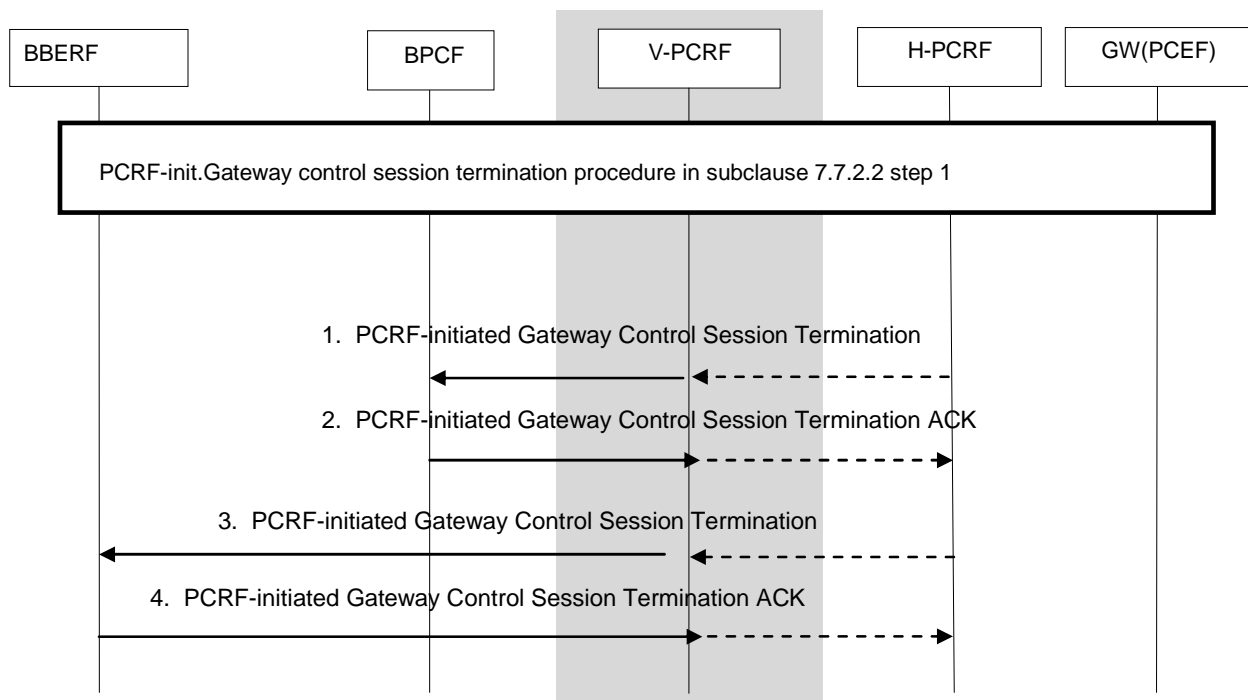 BBERF
BPCF
V-PCRF
H-PCRF
GW(PCEF)
PCRF-init.Gateway control session termination procedure in subclause 7.7.2.2 step 1
1. PCRF-initiated Gateway Control Session Termination
2. PCRF-initiated Gateway Control Session Termination ACK
3. PCRF-initiated Gateway Control Session Termination
4. PCRF-initiated Gateway Control Session Termination ACK